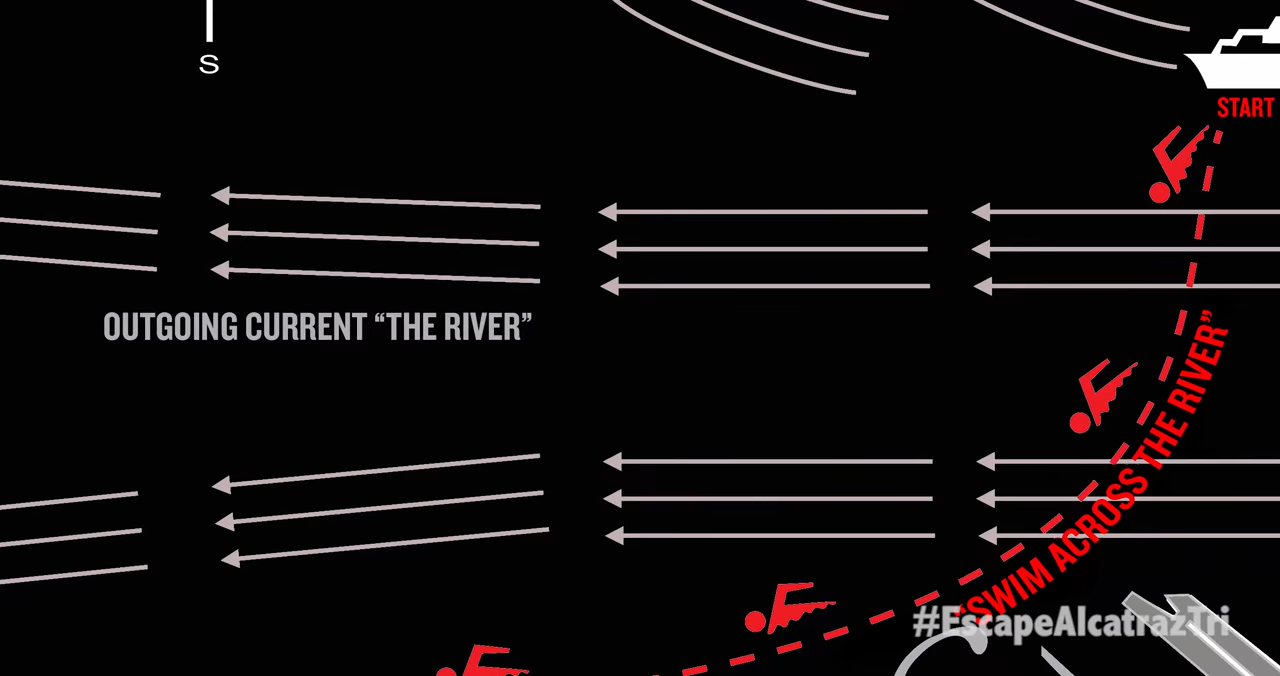 S
START
OUTGOING CURRENT “THE RIVER”
“SWIM ACROSS THE RIVER”
#EscapeAlcatrazTri